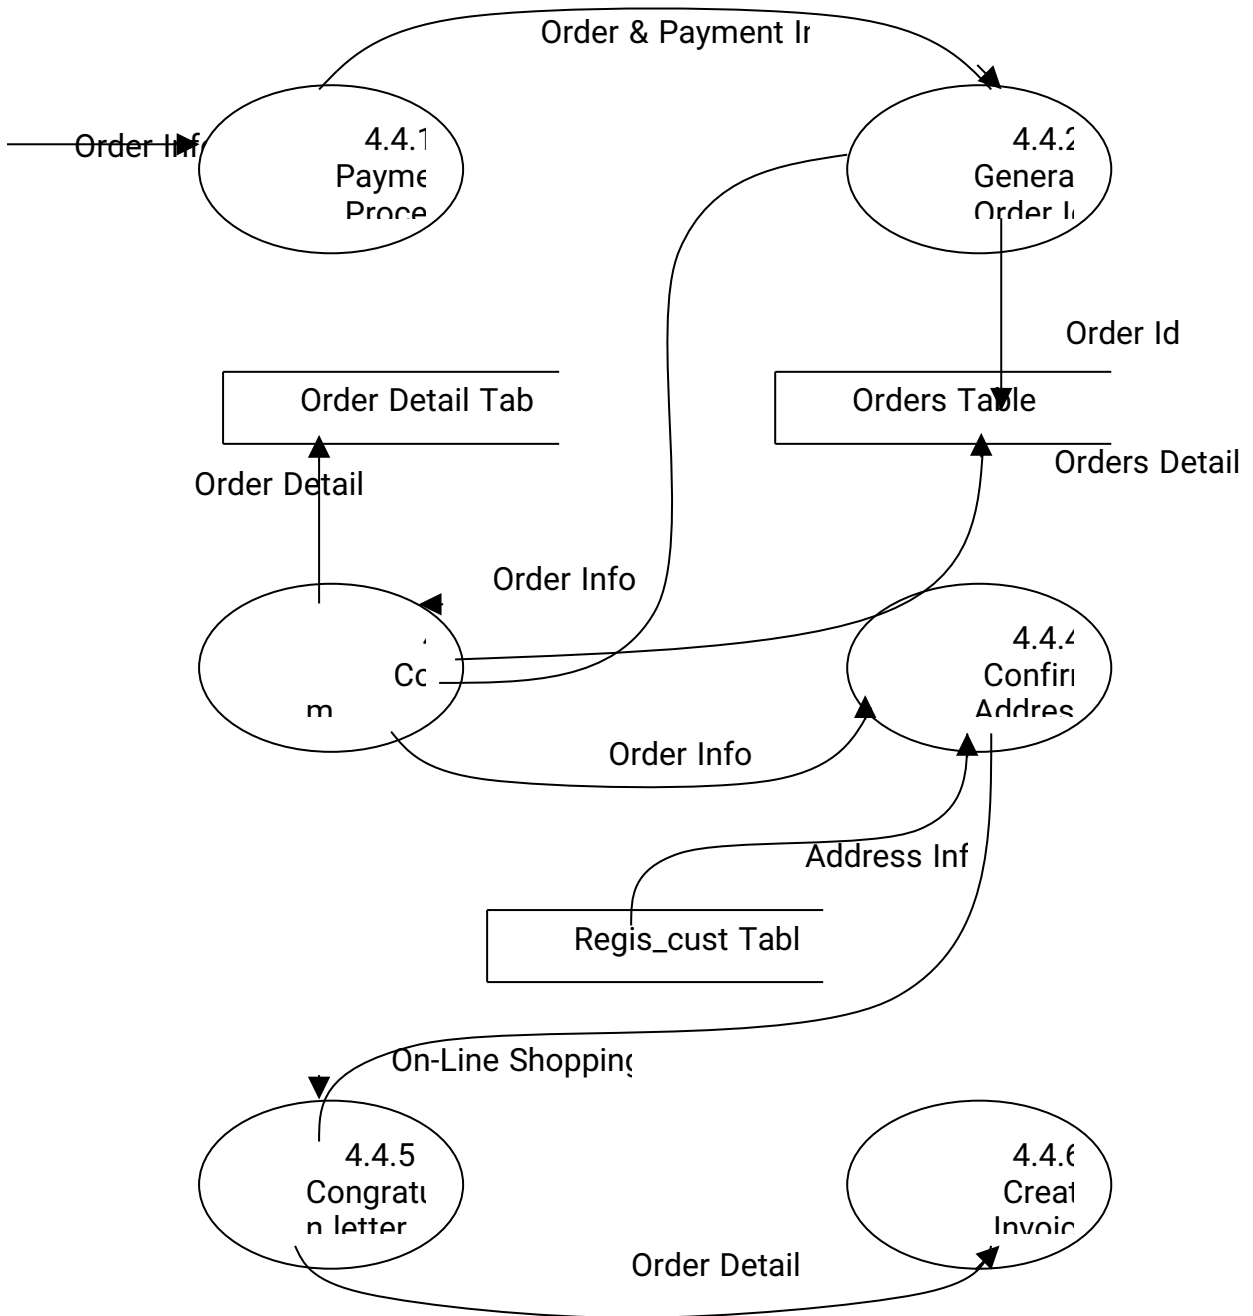 Order & Payment In
Order Info
4.4.1
Payme
Proce
4.4.2
Genera
Order Id
Order Id
Order Detail Tab
Orders Table
Orders Detail
Order Detail
Order Info
Co
m
4.4.4
Confir
Addres
Order Info
Address Inf
Regis_cust Tabl
On-Line Shopping
4.4.5
Congratu
n letter
4.4.6
Creat
Invoic
Order Detail